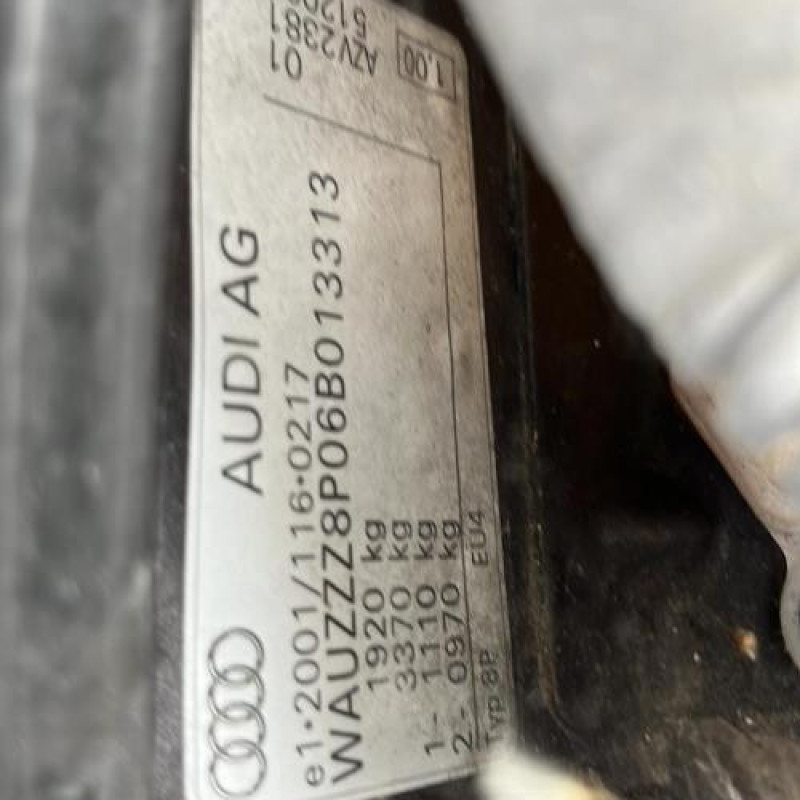 AUDI AG
e1*2001/116*0217
WAUZZZ8P06B013313
1920 kg
3370 kg
1- 1110 kg
2- 0970 kg
Typ 8P EU4
01
AZV2381
1,00